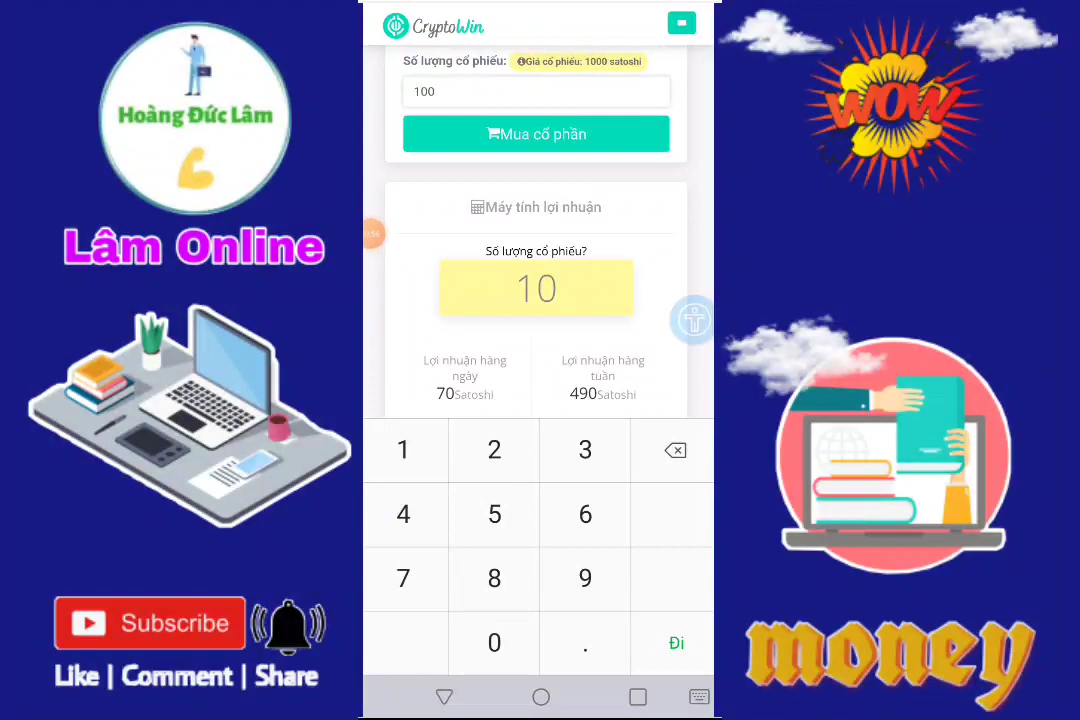 Hoàng Đức Lâm
Lâm Online
Subscribe
Like | Comment | Share
CryptoWin
Số lượng cổ phiếu: Giá cổ phiếu: 1000 satoshi
100
Mua cổ phần
Máy tính lợi nhuận
Số lượng cổ phiếu?
10
Lợi nhuận hàng
ngày
70Satoshi
Lợi nhuận hàng
tuần
490Satoshi
1 2 3
4 5 6
7 8 9
0 . Đi
WOW
money